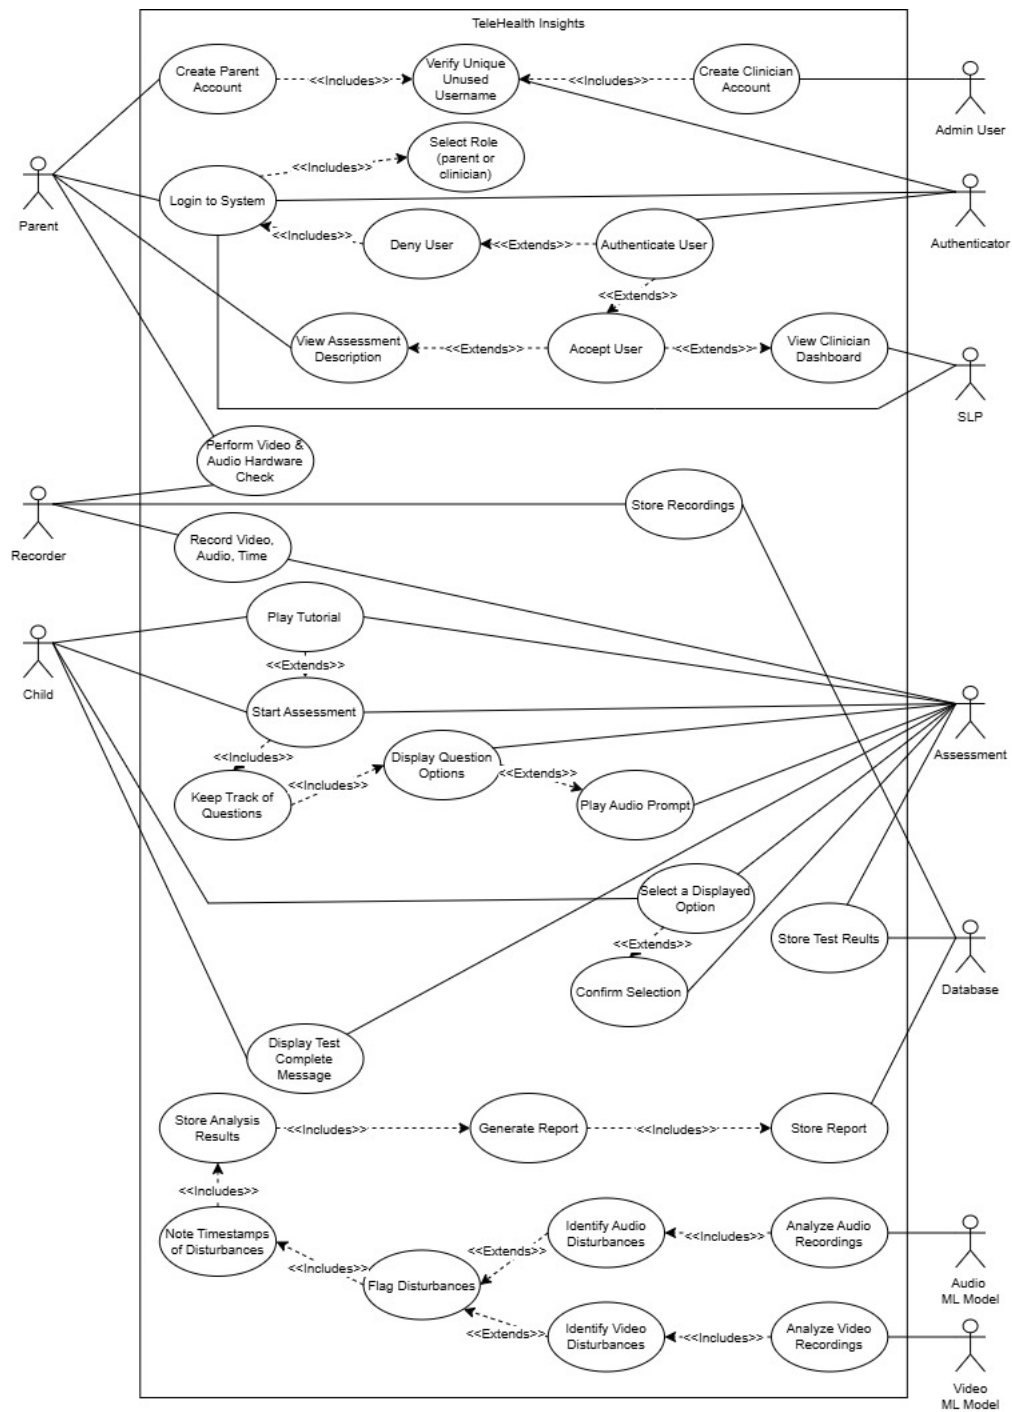 TeleHealth Insights
Create Parent
Account
<<Includes>>
Verify Unique
Unused
Username
<<Includes>>
Create Clinician
Account
Admin User
Select Role
(parent or
clinician)
<<Includes>>
Parent
Login to System
Authenticator
<<Includes>>
Deny User
<<Extends>>
Authenticate User
<<Extends>>
View Assessment
Description
<<Extends>>
Accept User
<<Extends>>
View Clinician
Dashboard
SLP
Perform Video &
Audio Hardware
Check
Recorder
Store Recordings
Record Video,
Audio, Time
Play Tutorial
<<Extends>>
Child
Start Assessment
<<Includes>>
Display Question
Options
<<Extends>>
Assessment
Keep Track of
Questions
<<Includes>>
Play Audio Prompt
Select a Displayed
Option
<<Extends>>
Store Test Reults
Confirm Selection
Database
Display Test
Complete
Message
Store Analysis
Results
<<Includes>>
Generate Report
<<Includes>>
Store Report
<<Includes>>
Note Timestamps
of Disturbances
<<Includes>>
Flag Disturbances
<<Extends>>
Identify Audio
Disturbances
<<Includes>>
Analyze Audio
Recordings
Audio
ML Model
<<Extends>>
Identify Video
Disturbances
<<Includes>>
Analyze Video
Recordings
Video
ML Model